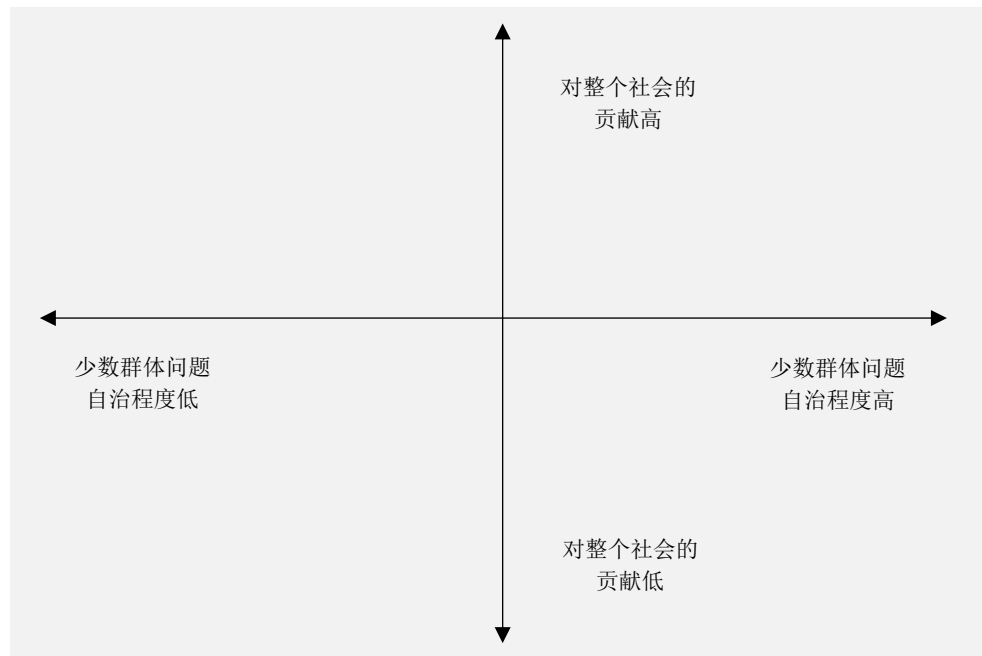 对整个社会的
贡献高
少数群体问题
自治程度低
少数群体问题
自治程度高
对整个社会的
贡献低